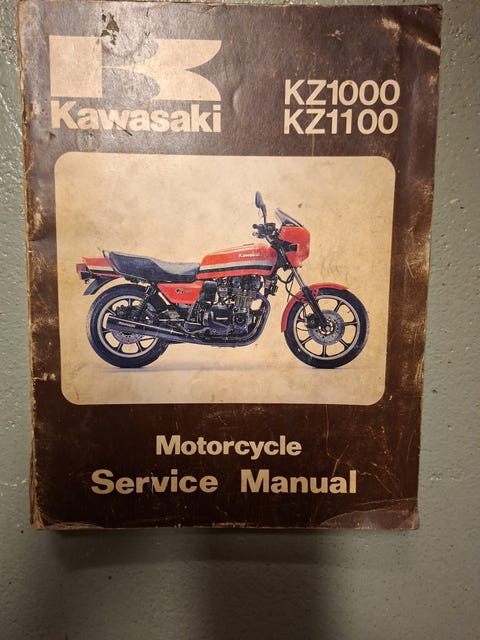 Kawasaki
KZ1000
KZ1100
Kawasaki
Motorcycle
Service Manual